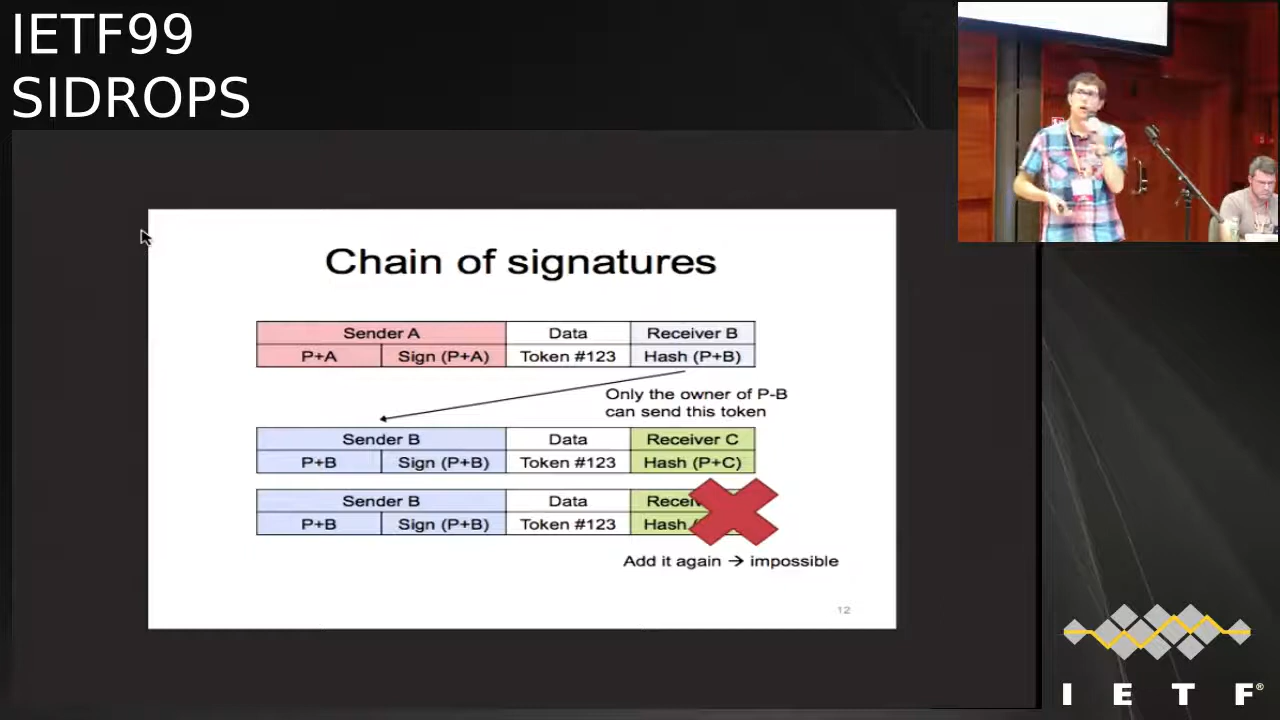 IETF99
SIDROPS
Chain of signatures
Sender A Data Receiver B
P+A Sign (P+A) Token #123 Hash (P+B)
Only the owner of P-B
can send this token
Sender B Data Receiver C
P+B Sign (P+B) Token #123 Hash (P+C)
Sender B Data
P+B Sign (P+B) Token #123 Hash
Add it again → impossible
12
I E T F®